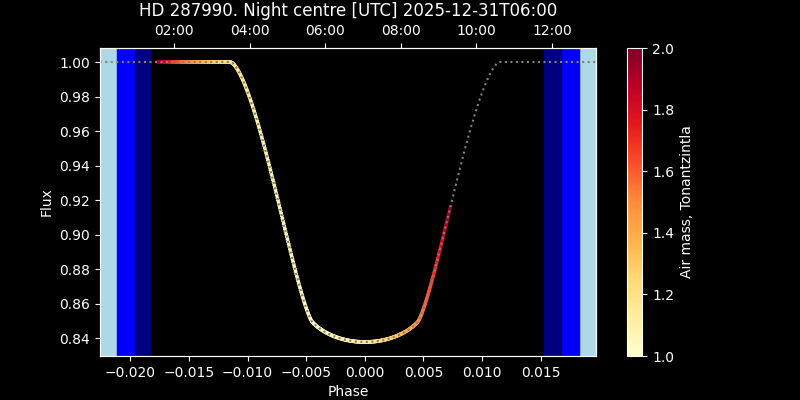 HD 287990. Night centre [UTC] 2025-12-31T06:00
02:00 04:00 06:00 08:00 10:00 12:00
1.00
0.98
0.96
0.94
0.92
0.90
0.88
0.86
0.84
Flux
−0.020 −0.015 −0.010 −0.005 0.000 0.005 0.010 0.015
Phase
2.0
1.8
1.6
1.4
1.2
1.0
Air mass, Tonantzintla